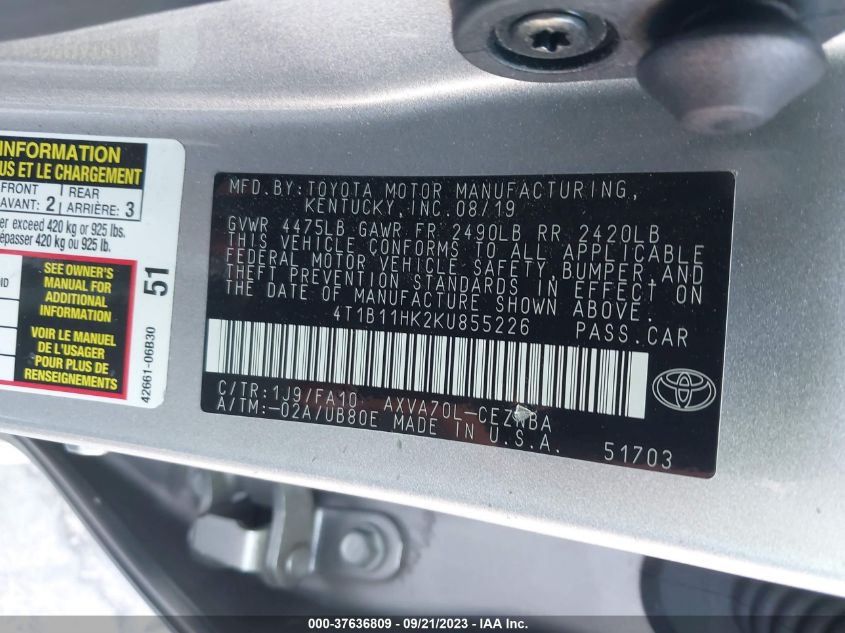 INFORMATION
US ET LE CHARGEMENT
FRONT
AVANT: 2
REAR
ARRIÈRE: 3
er exceed 420 kg or 925 lbs.
épasser 420 kg ou 925 lb.
SEE OWNER'S
MANUAL FOR
ADDITIONAL
INFORMATION
VOIR LE MANUEL
DE L'USAGER
POUR PLUS DE
RENSEIGNEMENTS
51
42661-06B30
MFD.BY:TOYOTA MOTOR MANUFACTURING,
KENTUCKY,INC.08/19
GVWR 4475LB GAWR FR 2490LB RR 2420LB
THIS VEHICLE CONFORMS TO ALL APPLICABLE
FEDERAL MOTOR VEHICLE SAFETY,BUMPER,AND
THEFT PREVENTION STANDARDS IN EFFECT ON
THE DATE OF MANUFACTURE SHOWN ABOVE.
4T1B11HK2KU855226 PASS.CAR
C/TR:1J9/FA10 AXVA70L-
A/TM:-02A/UB80E MADE IN U.S.A.
51703
000-37636809 - 09/21/2023 - IAAI.COM